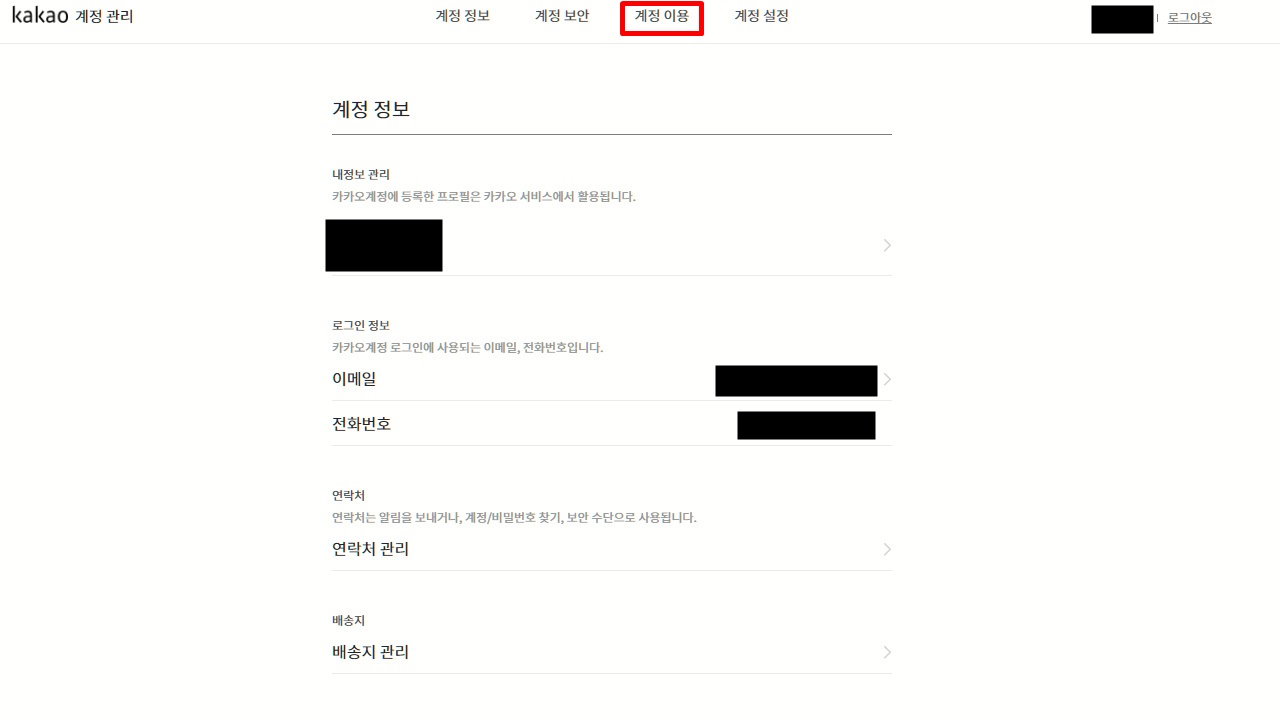 kakao 계정 관리 계정 정보 계정 보안 계정 이용 계정 설정 로그아웃
계정 정보
내정보 관리
카카오계정에 등록한 프로필은 카카오 서비스에서 활용됩니다.
로그인 정보
카카오계정 로그인에 사용되는 이메일, 전화번호입니다.
이메일
전화번호
연락처
연락처는 알림을 보내거나, 계정/비밀번호 찾기, 보안 수단으로 사용됩니다.
연락처 관리
배송지
배송지 관리